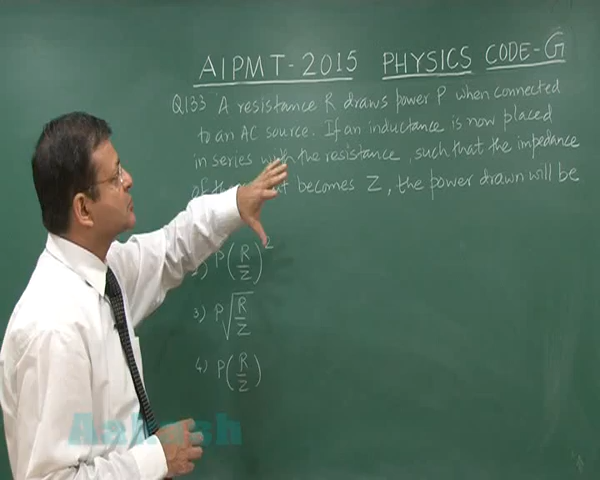 AIPMT-2015 PHYSICS CODE-G
Q133 A resistance R draws power P when connected
to an AC source. If an inductance is now placed
in series with the resistance, such that the impedance
of becomes Z, the power drawn will be
2) P(R/Z)²
3) P√(R/Z)
4) P(R/Z)
Aakash